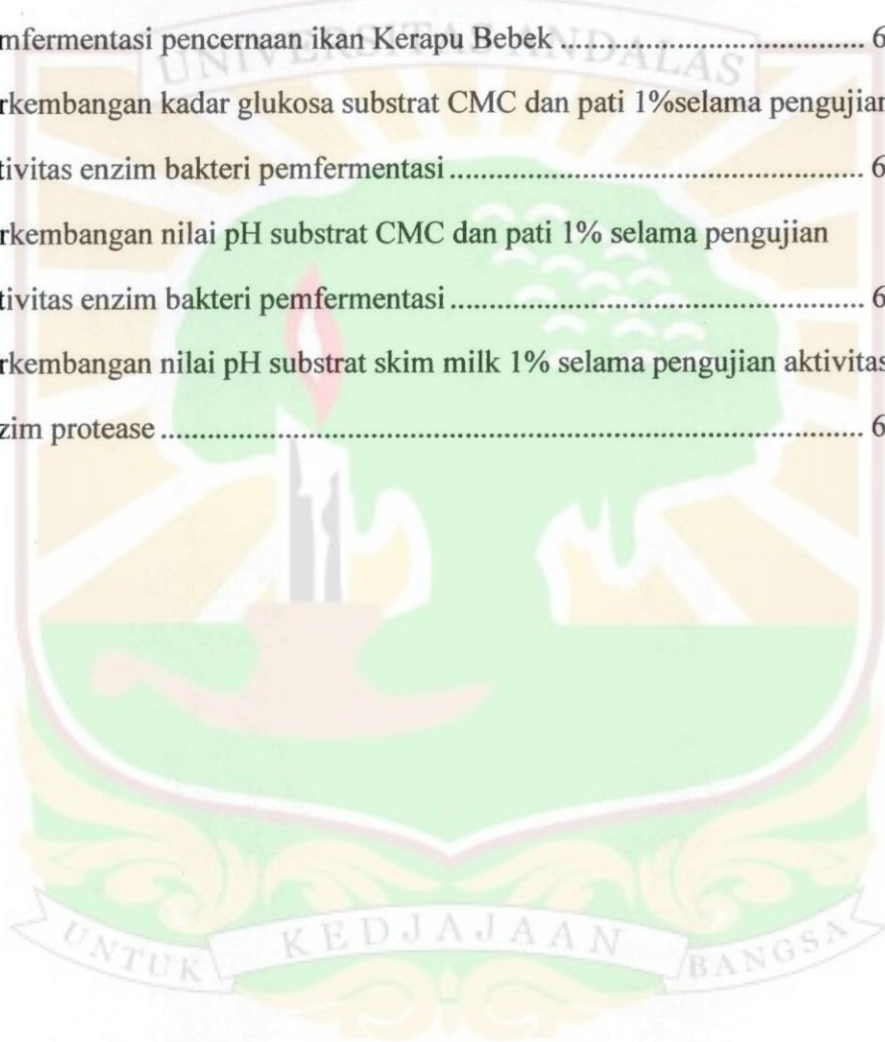 mfermentasi pencernaan ikan Kerapu Bebek ........................................ 6
UNIVERSITAS ANDALAS
rkembangan kadar glukosa substrat CMC dan pati 1%selama pengujian
tivitas enzim bakteri pemfermentasi ........................................ 6
rkembangan nilai pH substrat CMC dan pati 1% selama pengujian
tivitas enzim bakteri pemfermentasi ........................................ 6
rkembangan nilai pH substrat skim milk 1% selama pengujian aktivitas
zim protease ........................................ 6
UNTUK KEDJAJAAN BANGSA